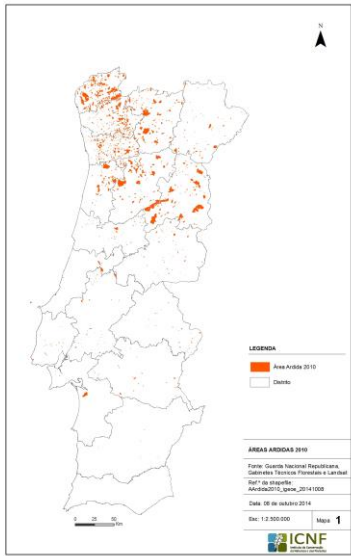 N
LEGENDA
Área Ardida 2010
Distrito
ÁREAS ARDIDAS 2010
Fonte: Guarda Nacional Republicana,
Gabinetes Técnicos Florestais e Landsat
Ref.ª da shapefile:
AArdida2010_igeoe_20141008
Data: 08 de outubro 2014
Esc: 1:2.500.000
Mapa 1
0 25 50
Km
ICNF